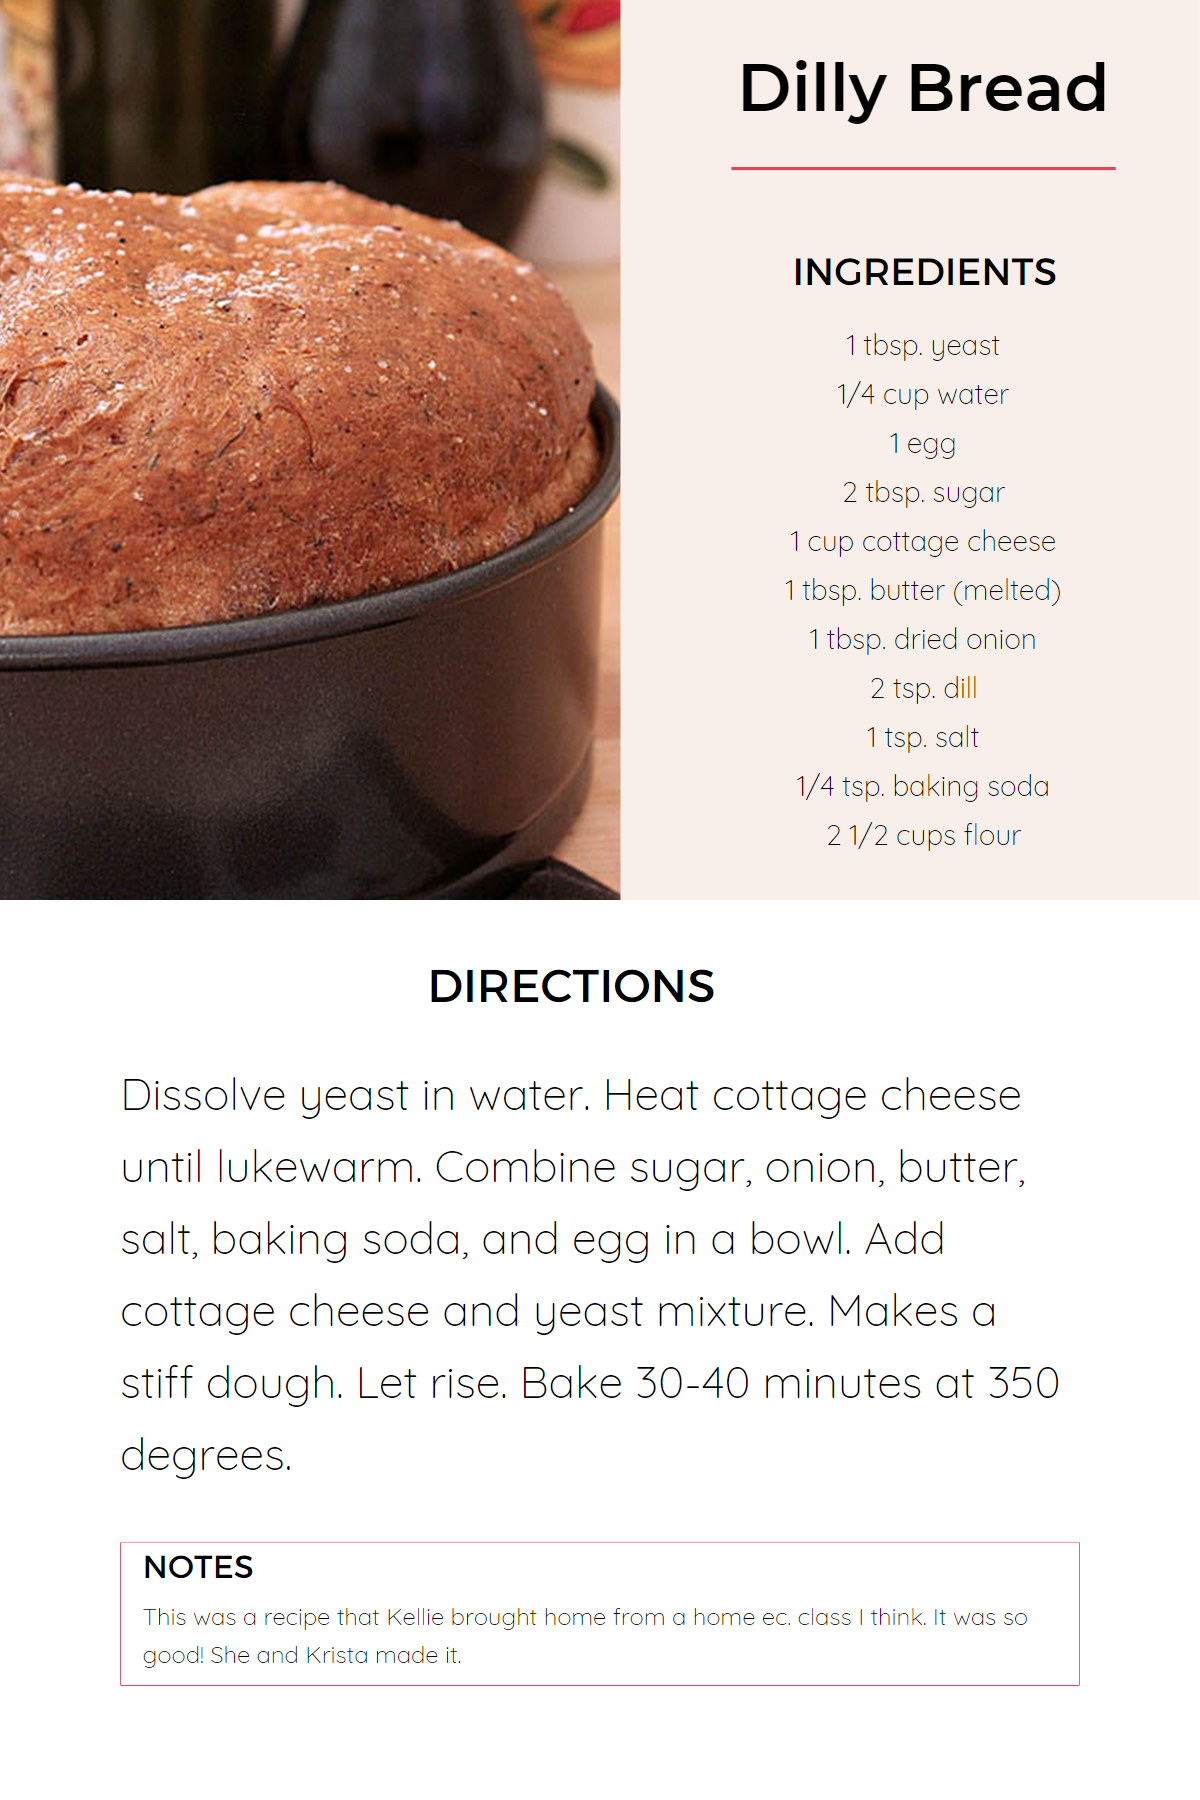 Dilly Bread
INGREDIENTS
1 tbsp. yeast
1/4 cup water
1 egg
2 tbsp. sugar
1 cup cottage cheese
1 tbsp. butter (melted)
1 tbsp. dried onion
2 tsp. dill
1 tsp. salt
1/4 tsp. baking soda
2 1/2 cups flour
DIRECTIONS
Dissolve yeast in water. Heat cottage cheese
until lukewarm. Combine sugar, onion, butter,
salt, baking soda, and egg in a bowl. Add
cottage cheese and yeast mixture. Makes a
stiff dough. Let rise. Bake 30-40 minutes at 350
degrees.
NOTES
This was a recipe that Kellie brought home from a home ec. class I think. It was so
good! She and Krista made it.